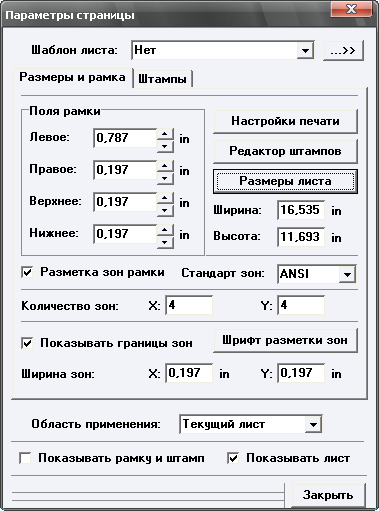 Параметры страницы
Шаблон листа: Нет ...>>
Размеры и рамка Штампы
Поля рамки
Левое: 0,787 in
Правое: 0,197 in
Верхнее: 0,197 in
Нижнее: 0,197 in
Настройки печати
Редактор штампов
Размеры листа
Ширина: 16,535 in
Высота: 11,693 in
Разметка зон рамки Стандарт зон: ANSI
Количество зон: X: 4 Y: 4
Показывать границы зон Шрифт разметки зон
Ширина зон: X: 0,197 in Y: 0,197 in
Область применения: Текущий лист
Показывать рамку и штамп Показывать лист
Закрыть